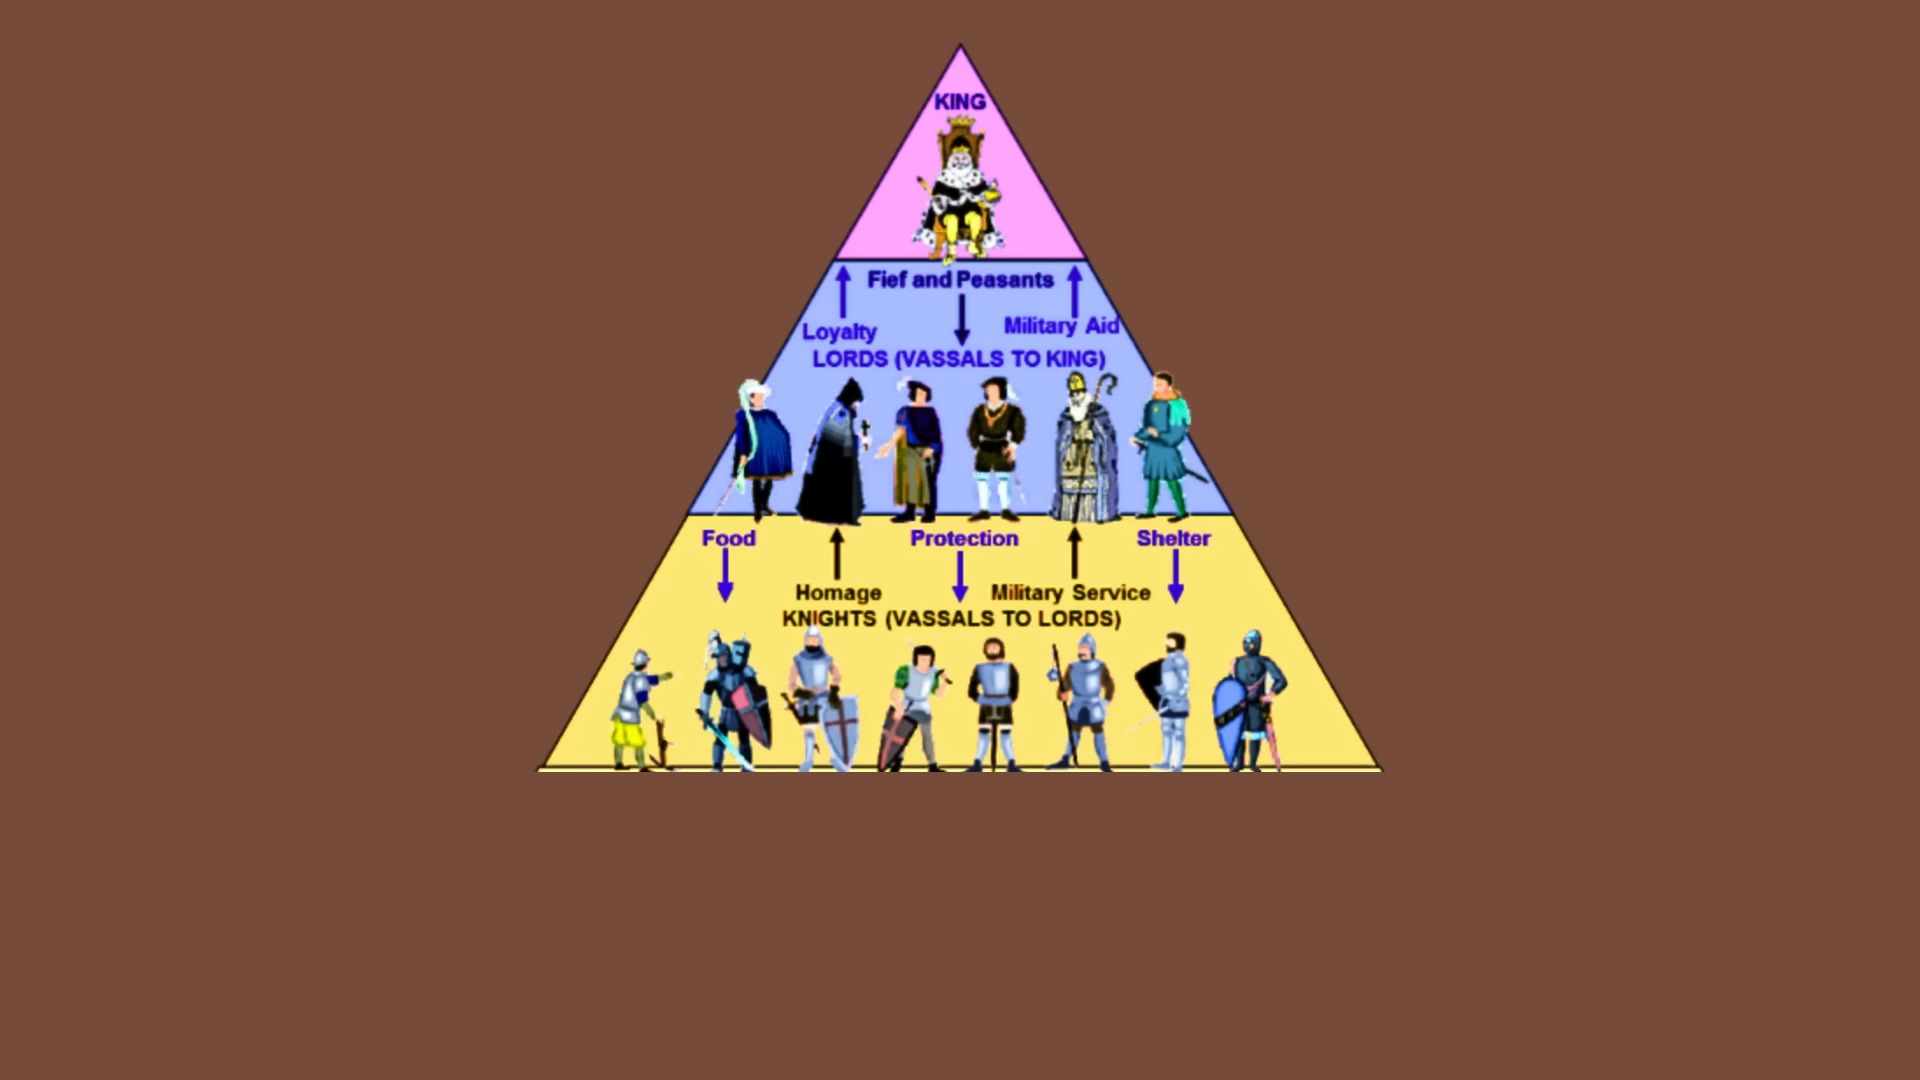 KING
Fief and Peasants
Loyalty
Military Aid
LORDS (VASSALS TO KING)
Food
Protection
Shelter
Homage
Military Service
KNIGHTS (VASSALS TO LORDS)